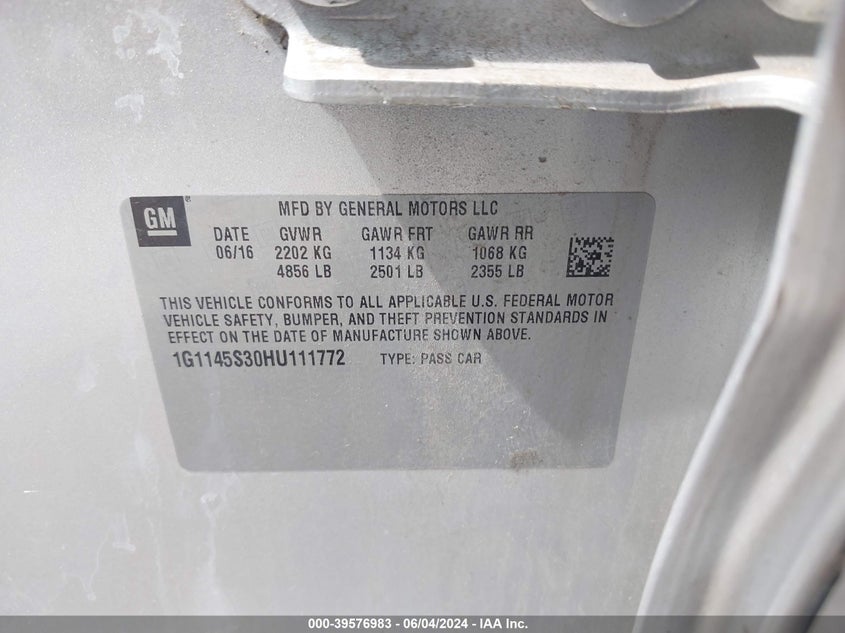 GM ®
MFD BY GENERAL MOTORS LLC
DATE GVWR GAWR FRT GAWR RR
06/16 2202 KG 1134 KG 1068 KG
4856 LB 2501 LB 2355 LB
THIS VEHICLE CONFORMS TO ALL APPLICABLE U.S. FEDERAL MOTOR
VEHICLE SAFETY, BUMPER, AND THEFT PREVENTION STANDARDS IN
EFFECT ON THE DATE OF MANUFACTURE SHOWN ABOVE.
1G1145S30HU111772 TYPE: PASS CAR
000-39576983 - 06/04/2024 - IAA Inc.